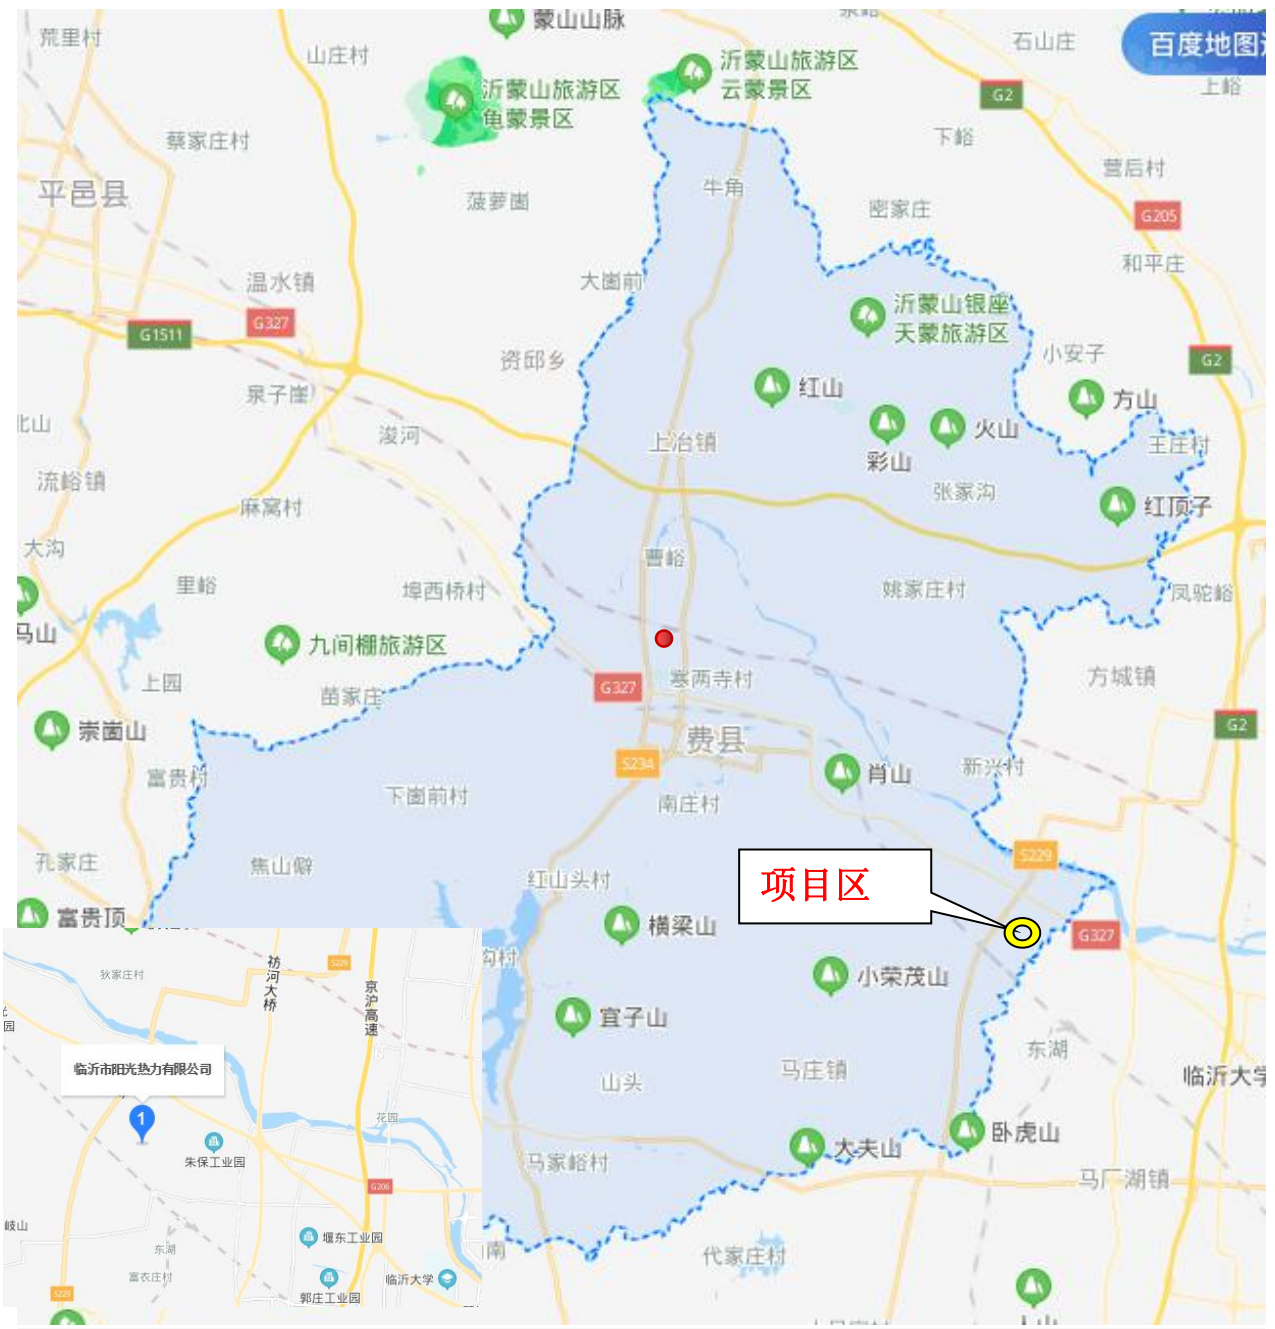 蒙山山脉
荒里村
山庄村
石山庄
百度地图
沂蒙山旅游区
云蒙景区
沂蒙山旅游区
龟蒙景区
G2
上峪
蔡家庄村
下峪
营后村
平邑县
菠萝崮
牛角
密家庄
G205
和平庄
温水镇
大崮前
沂蒙山银座
天蒙旅游区
G327
G1511
资邱乡
小安子
G2
泉子崖
红山
方山
北山
浚河
上冶镇
彩山
火山
王庄村
流峪镇
麻窝村
张家沟
红顶子
大沟
曹峪
里峪
埠西桥村
姚家庄村
凤驼峪
马山
九间棚旅游区
上园
苗家庄
G327
寨两寺村
方城镇
崇崮山
费县
G2
富贵村
S234
肖山
新兴村
下崮前村
南庄村
孔家庄
焦山僻
红山头村
S229
项目区
富贵顶
横梁山
G327
沟村
小荣茂山
宜子山
东湖
山头
马庄镇
临沂大学
大夫山
卧虎山
马家峪村
马厂湖镇
南
代家庄村
狄家庄村
祊河大桥
S229
京沪高速
园
临沂市阳光热力有限公司
1
花园
朱保工业园
G206
岐山
东湖
堰东工业园
富农庄村
临沂大学
S229
郭庄工业园